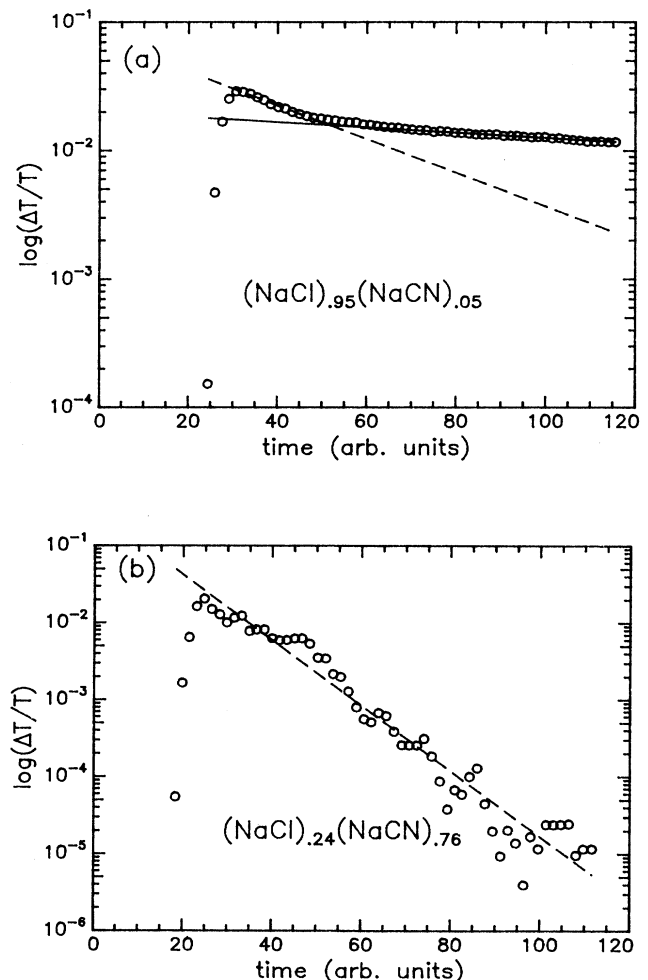 (a)
10⁻¹
10⁻²
10⁻³
10⁻⁴
log(ΔT/T)
(NaCl).95(NaCN).05
0 20 40 60 80 100 120
time (arb. units)
(b)
10⁻¹
10⁻²
10⁻³
10⁻⁴
10⁻⁵
10⁻⁶
log(ΔT/T)
(NaCl).24(NaCN).76
0 20 40 60 80 100 120
time (arb. units)